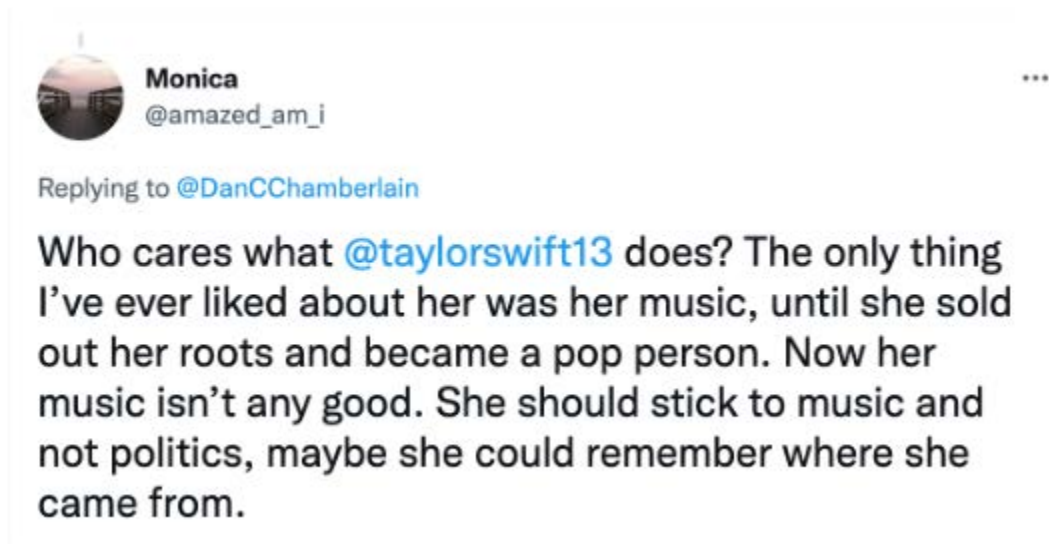 Monica
@amazed_am_i
Replying to @DanCChamberlain
Who cares what @taylorswift13 does? The only thing
I’ve ever liked about her was her music, until she sold
out her roots and became a pop person. Now her
music isn’t any good. She should stick to music and
not politics, maybe she could remember where she
came from.